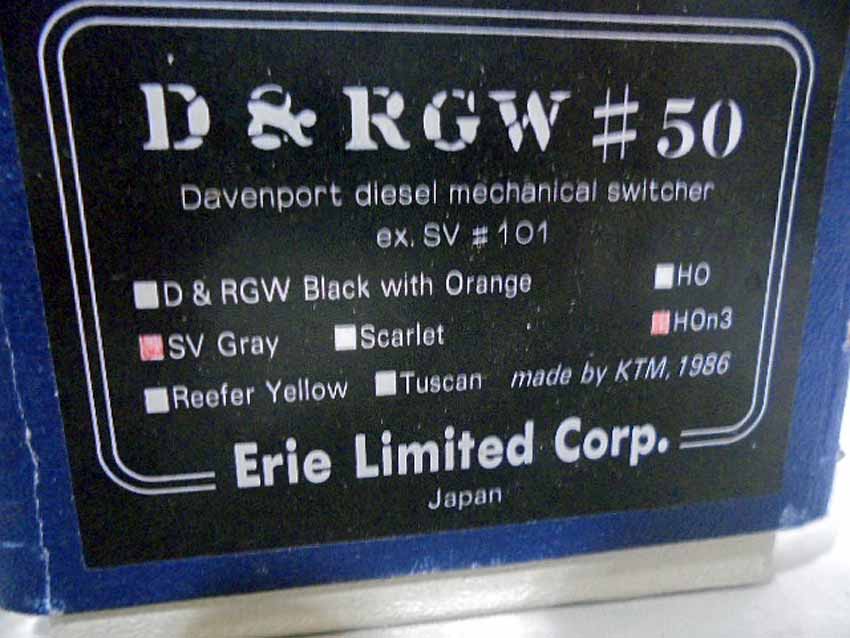 D & RGW #50
Davenport diesel mechanical switcher
ex. SV #101
D & RGW Black with Orange HO
SV Gray Scarlet HOn3
Reefer Yellow Tuscan made by KTM, 1986
Erie Limited Corp.
Japan